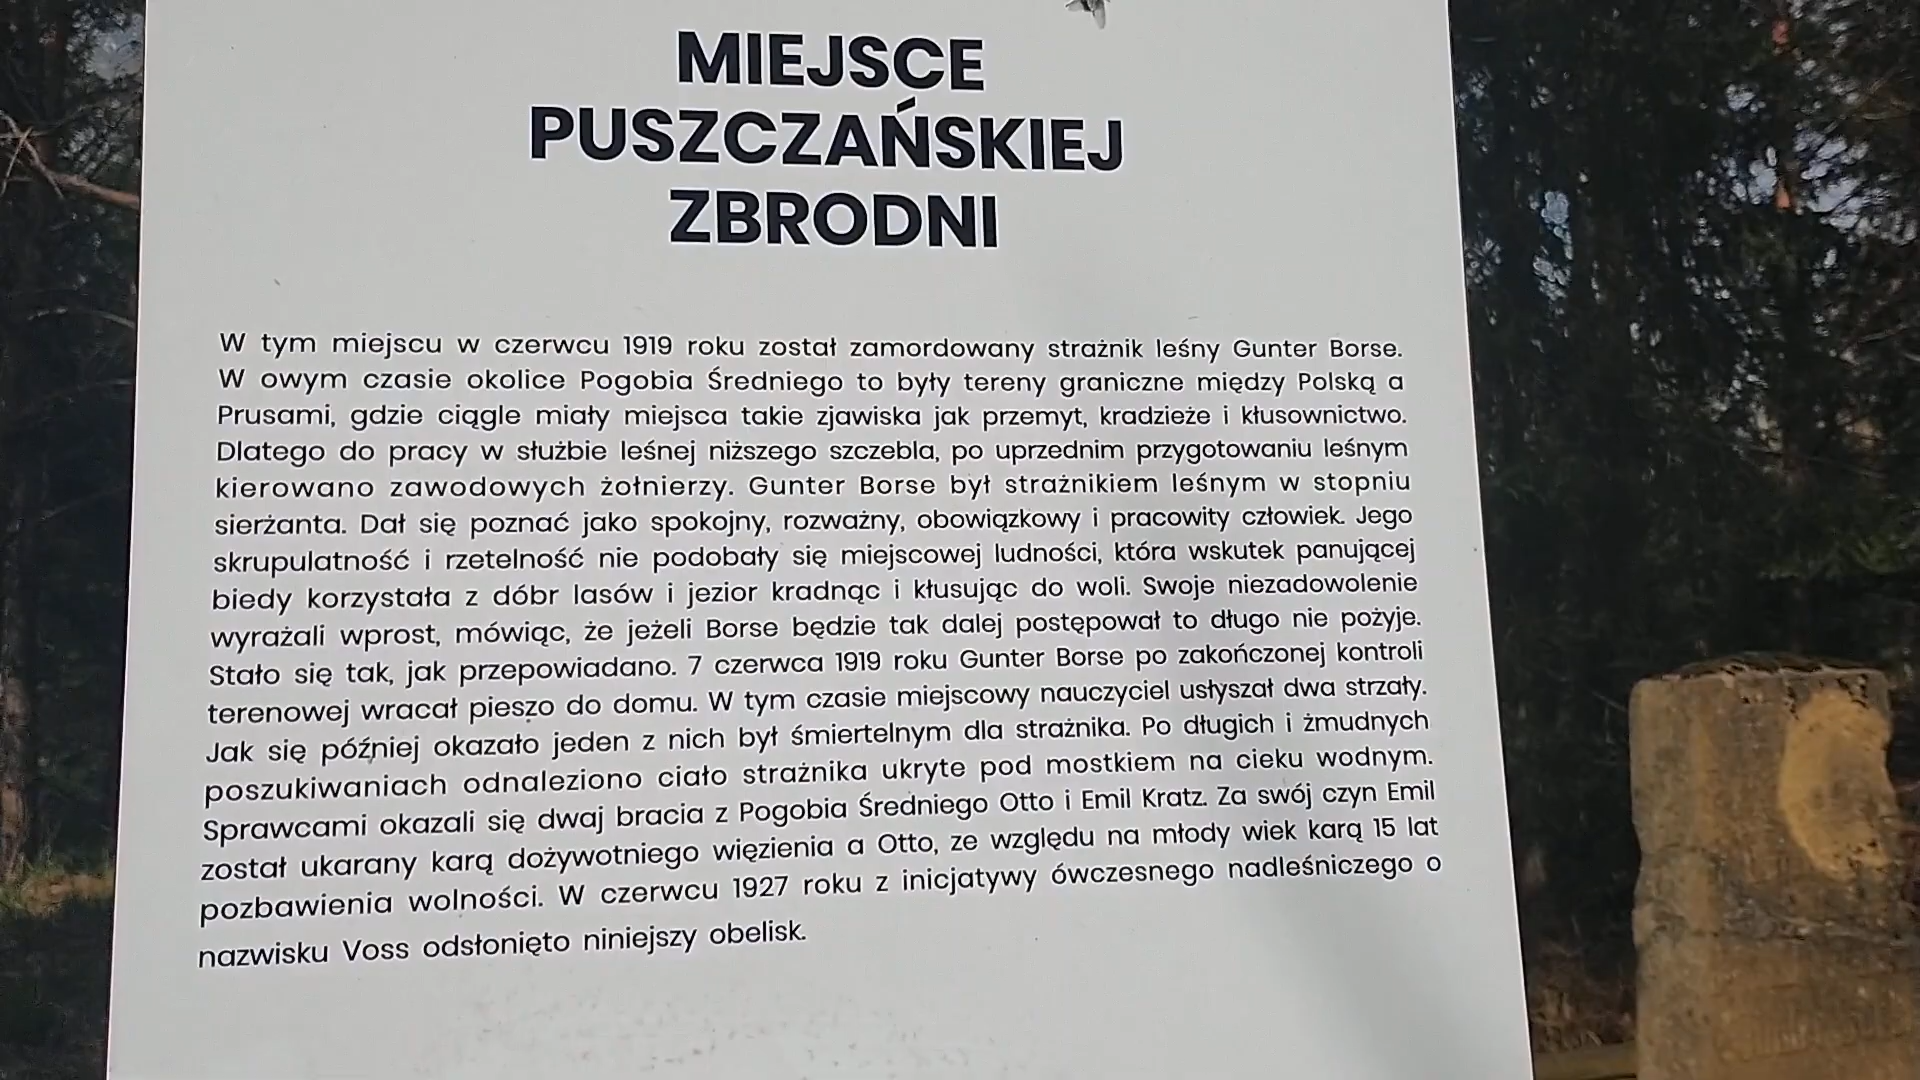 MIEJSCE
PUSZCZAŃSKIEJ
ZBRODNI
W tym miejscu w czerwcu 1919 roku został zamordowany strażnik leśny Gunter Borse.
W owym czasie okolice Pogobia Średniego to były tereny graniczne między Polską a
Prusami, gdzie ciągle miały miejsca takie zjawiska jak przemyt, kradzieże i kłusownictwo.
Dlatego do pracy w służbie leśnej niższego szczebla, po uprzednim przygotowaniu leśnym
kierowano zawodowych żołnierzy. Gunter Borse był strażnikiem leśnym w stopniu
sierżanta. Dał się poznać jako spokojny, rozważny, obowiązkowy i pracowity człowiek. Jego
skrupulatność i rzetelność nie podobały się miejscowej ludności, która wskutek panującej
biedy korzystała z dóbr lasów i jezior kradnąc i kłusując do woli. Swoje niezadowolenie
wyrażali wprost, mówiąc, że jeżeli Borse będzie tak dalej postępował to długo nie pożyje.
Stało się tak, jak przepowiadano. 7 czerwca 1919 roku Gunter Borse po zakończonej kontroli
terenowej wracał pieszo do domu. W tym czasie miejscowy nauczyciel usłyszał dwa strzały.
Jak się później okazało jeden z nich był śmiertelnym dla strażnika. Po długich i żmudnych
poszukiwaniach odnaleziono ciało strażnika ukryte pod mostkiem na cieku wodnym.
Sprawcami okazali się dwaj bracia z Pogobia Średniego Otto i Emil Kratz. Za swój czyn Emil
został ukarany karą dożywotniego więzienia a Otto, ze względu na młody wiek karą 15 lat
pozbawienia wolności. W czerwcu 1927 roku z inicjatywy ówczesnego nadleśniczego o
nazwisku Voss odsłonięto niniejszy obelisk.